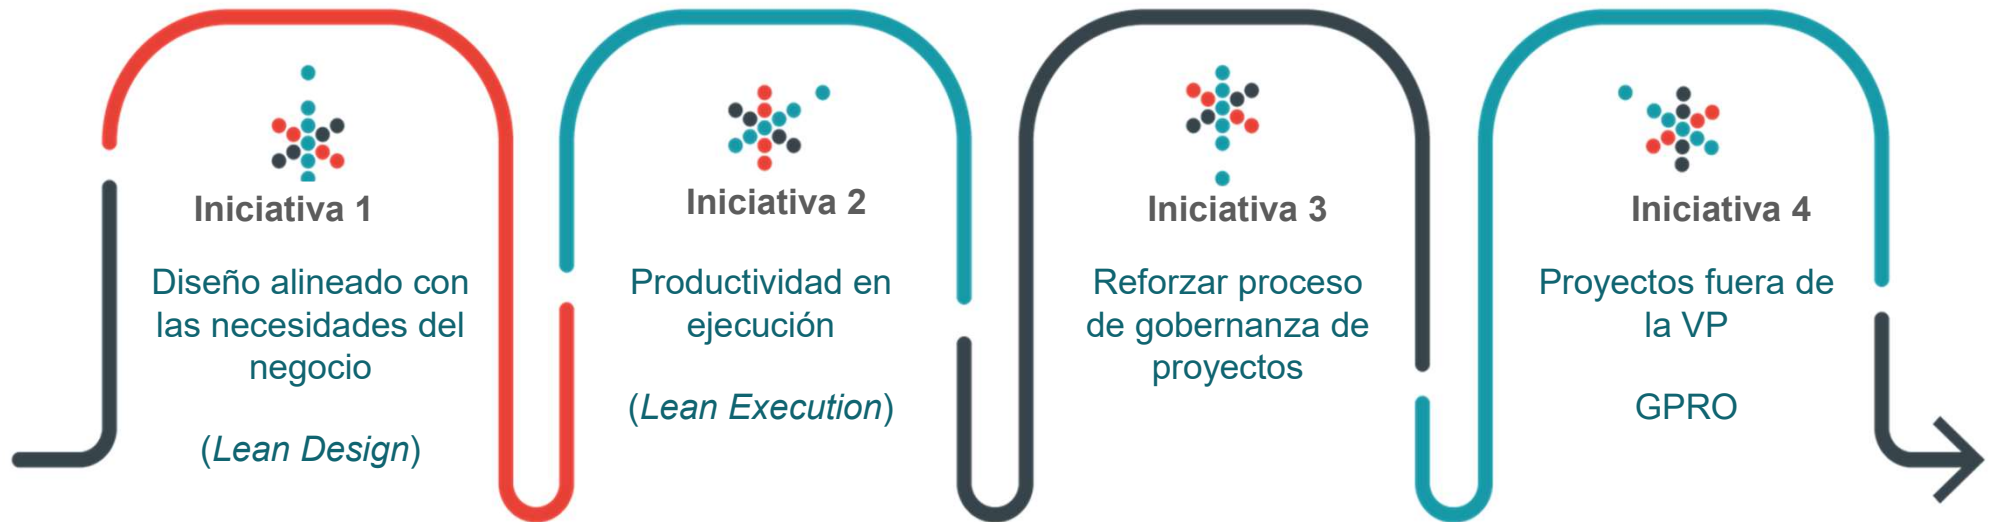 Iniciativa 1
Diseño alineado con
las necesidades del
negocio
(Lean Design)
Iniciativa 2
Productividad en
ejecución
(Lean Execution)
Iniciativa 3
Reforzar proceso
de gobernanza de
proyectos
Iniciativa 4
Proyectos fuera de
la VP
GPRO